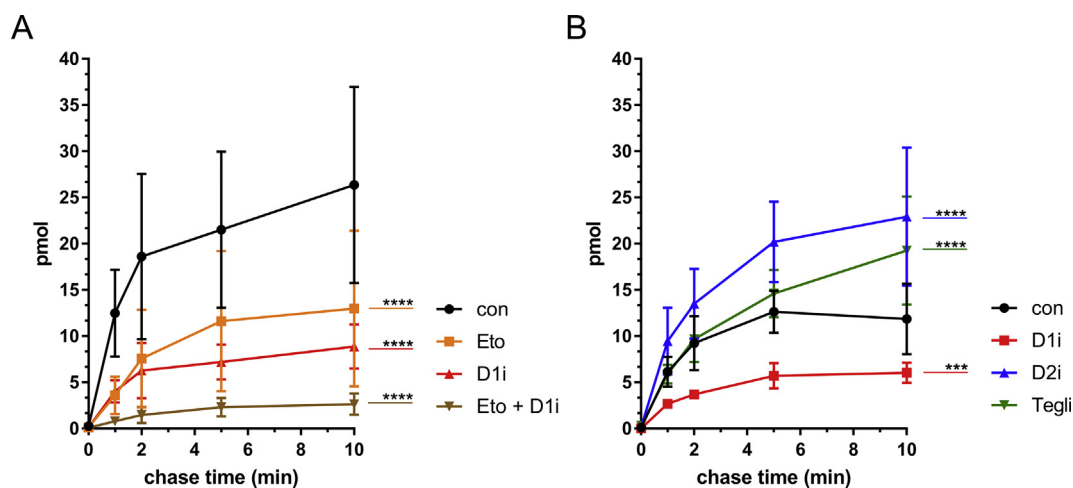 A
40
35
30
25
20
15
10
5
0
pmol
0 2 4 6 8 10
chase time (min)
****
****
****
con
Eto
D1i
Eto + D1i
B
40
35
30
25
20
15
10
5
0
pmol
0 2 4 6 8 10
chase time (min)
****
****
***
con
D1i
D2i
Tegli